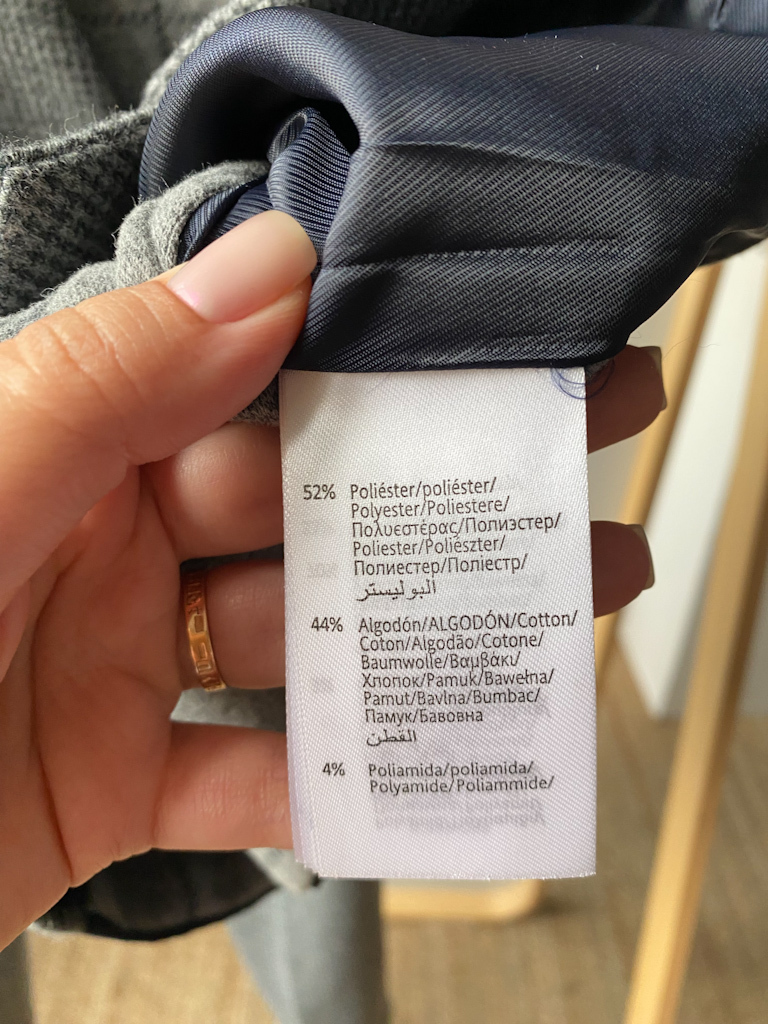 52% Poliéster/poliéster/
Polyester/Poliestere/
Πολυεστέρας/Полиэстер/
Poliester/Poliészter/
Полиестер/Поліестр/
البوليستر
44% Algodón/ALGODÓN/Cotton/
Coton/Algodão/Cotone/
Baumwolle/Βαμβάκι/
Хлопок/Pamuk/Bawełna/
Pamut/Bavlna/Bumbac/
Памук/Бавовна
القطن
4% Poliamida/poliamida/
Polyamide/Poliammide/